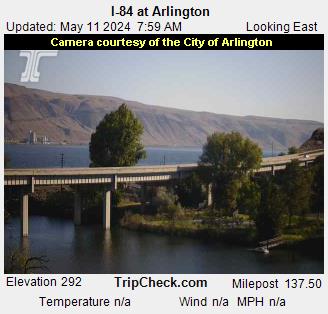 I-84 at Arlington
Updated: May 11 2024 7:59 AM Looking East
Camera courtesy of the City of Arlington
Elevation 292 TripCheck.com Milepost 137.50
Temperature n/a Wind n/a MPH n/a